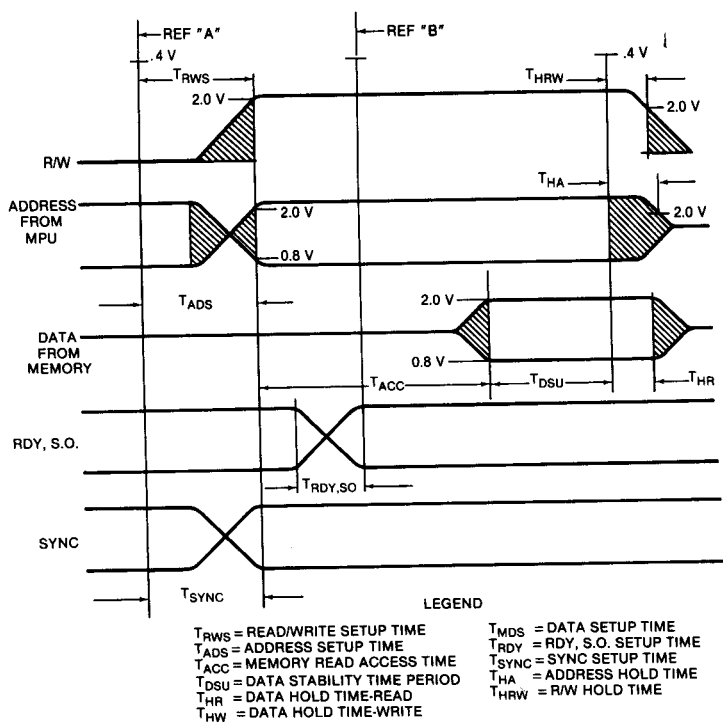 REF "A"
REF "B"
.4 V
.4 V
T_RWS
T_HRW
2.0 V
2.0 V
R/W
T_HA
ADDRESS
FROM
MPU
2.0 V
2.0 V
0.8 V
T_ADS
2.0 V
DATA
FROM
MEMORY
0.8 V
T_ACC
T_DSU
T_HR
RDY, S.O.
T_RDY,SO
SYNC
T_SYNC
LEGEND
T_RWS = READ/WRITE SETUP TIME
T_ADS = ADDRESS SETUP TIME
T_ACC = MEMORY READ ACCESS TIME
T_DSU = DATA STABILITY TIME PERIOD
T_HR = DATA HOLD TIME-READ
T_HW = DATA HOLD TIME-WRITE
T_MDS = DATA SETUP TIME
T_RDY = RDY, S.O. SETUP TIME
T_SYNC = SYNC SETUP TIME
T_HA = ADDRESS HOLD TIME
T_HRW = R/W HOLD TIME